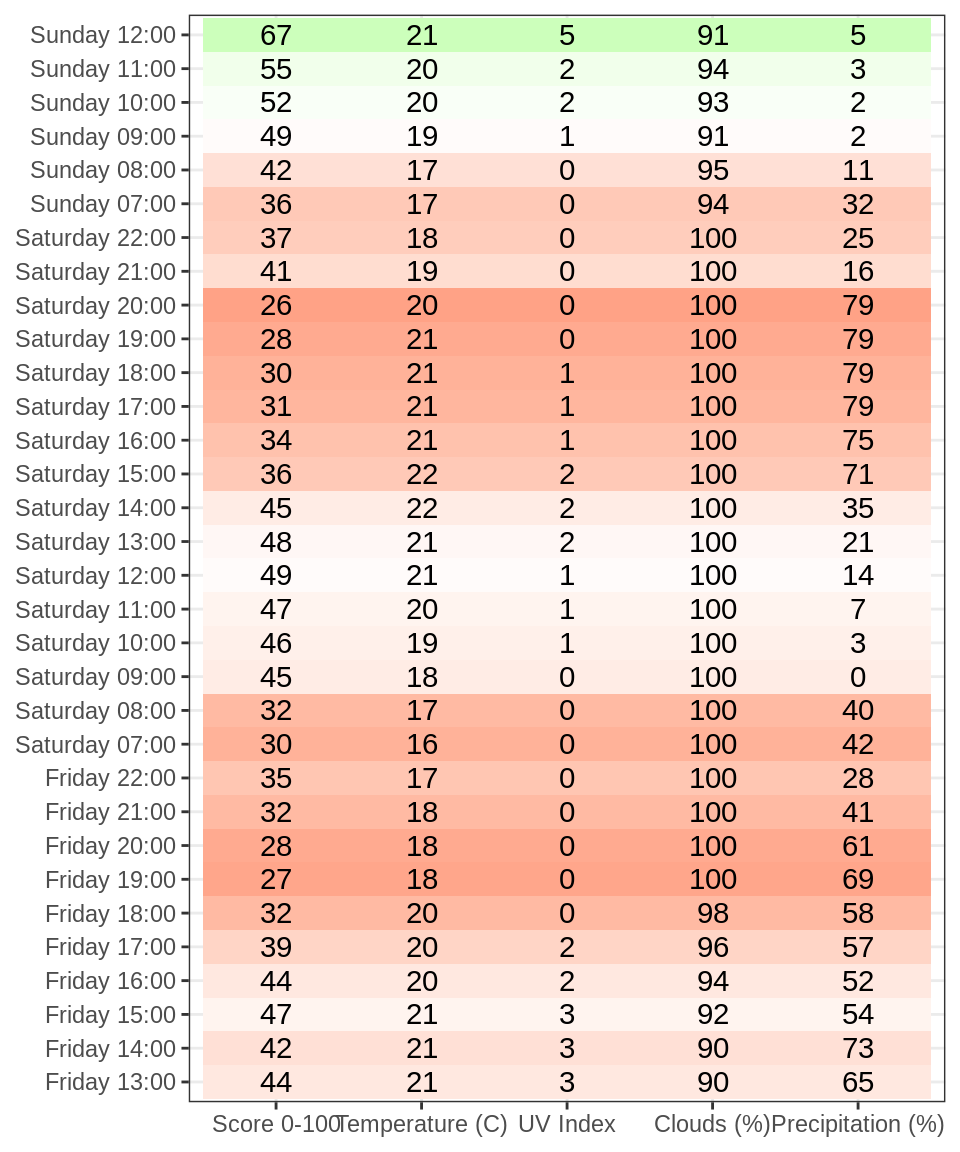 Sunday 12:00 67 21 5 91 5
Sunday 11:00 55 20 2 94 3
Sunday 10:00 52 20 2 93 2
Sunday 09:00 49 19 1 91 2
Sunday 08:00 42 17 0 95 11
Sunday 07:00 36 17 0 94 32
Saturday 22:00 37 18 0 100 25
Saturday 21:00 41 19 0 100 16
Saturday 20:00 26 20 0 100 79
Saturday 19:00 28 21 0 100 79
Saturday 18:00 30 21 1 100 79
Saturday 17:00 31 21 1 100 79
Saturday 16:00 34 21 1 100 75
Saturday 15:00 36 22 2 100 71
Saturday 14:00 45 22 2 100 35
Saturday 13:00 48 21 2 100 21
Saturday 12:00 49 21 1 100 14
Saturday 11:00 47 20 1 100 7
Saturday 10:00 46 19 1 100 3
Saturday 09:00 45 18 0 100 0
Saturday 08:00 32 17 0 100 40
Saturday 07:00 30 16 0 100 42
Friday 22:00 35 17 0 100 28
Friday 21:00 32 18 0 100 41
Friday 20:00 28 18 0 100 61
Friday 19:00 27 18 0 100 69
Friday 18:00 32 20 0 98 58
Friday 17:00 39 20 2 96 57
Friday 16:00 44 20 2 94 52
Friday 15:00 47 21 3 92 54
Friday 14:00 42 21 3 90 73
Friday 13:00 44 21 3 90 65
Score 0-100 Temperature (C) UV Index Clouds (%) Precipitation (%)